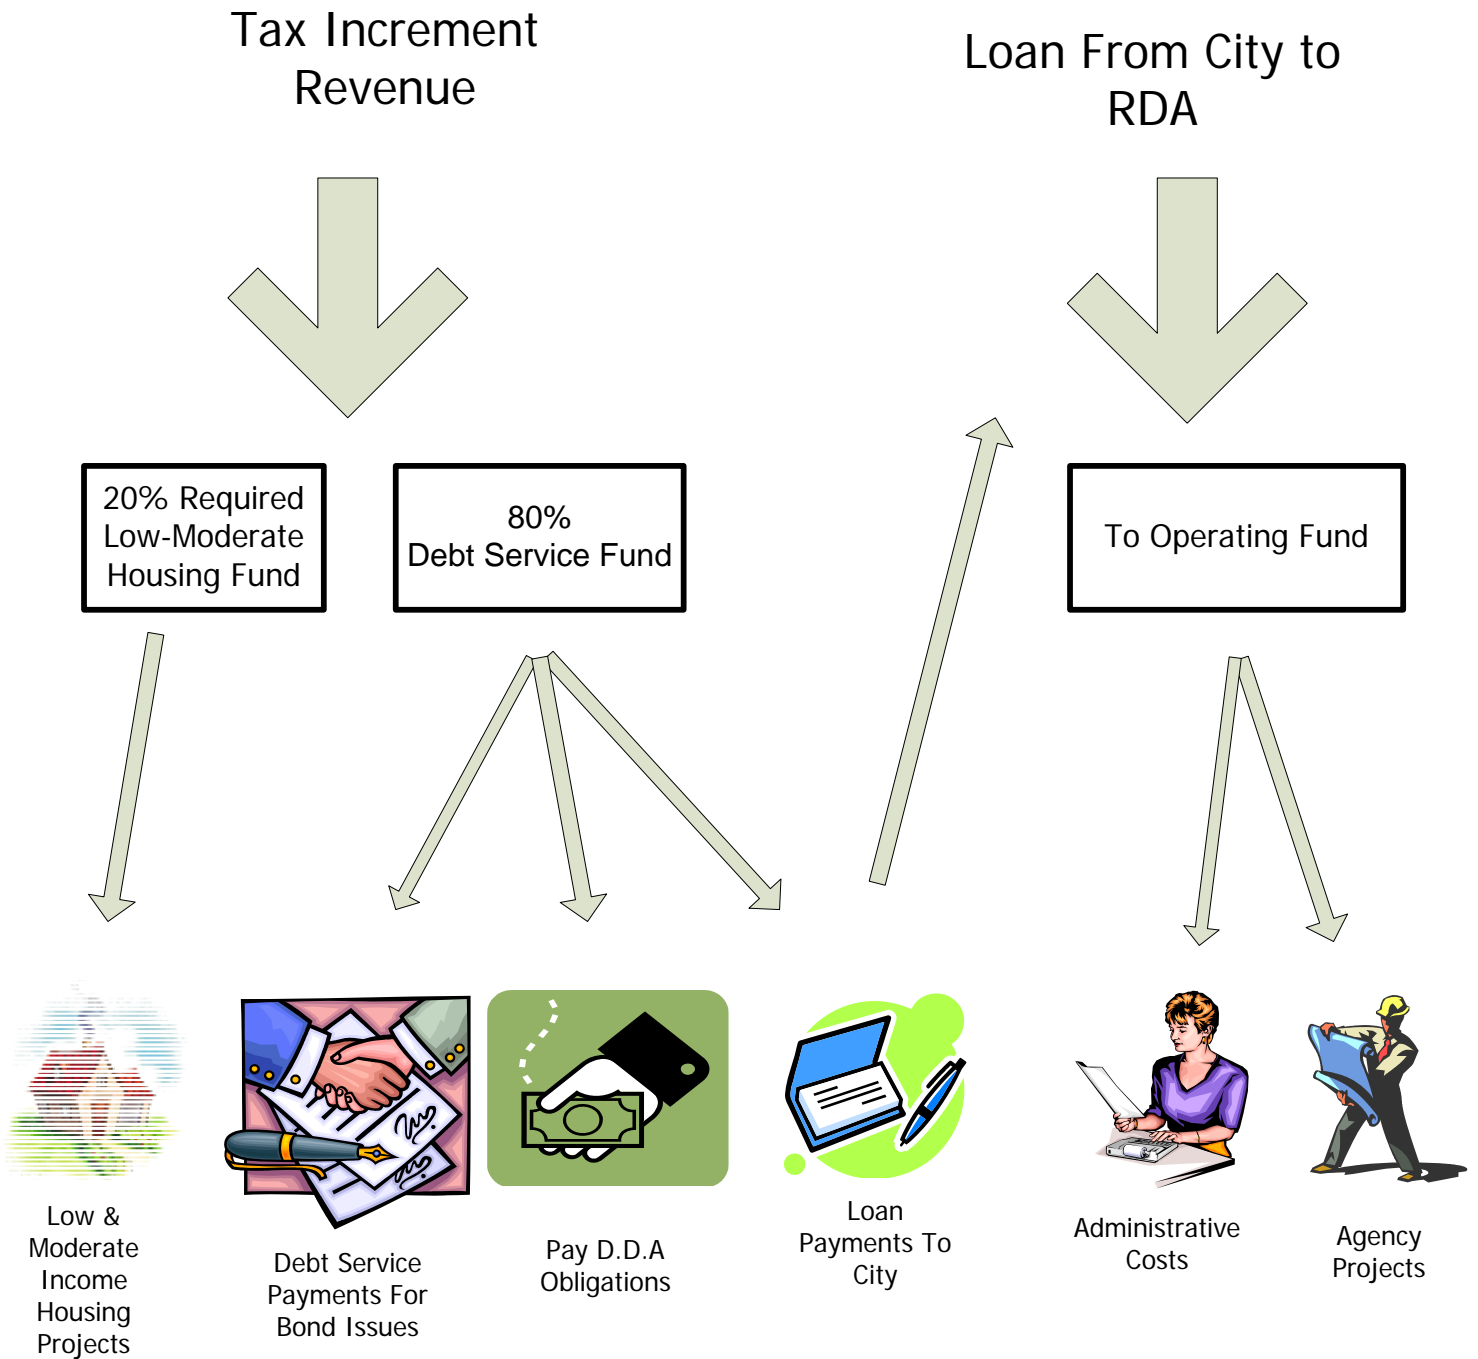 Tax Increment
Revenue
Loan From City to
RDA
20% Required
Low-Moderate
Housing Fund
80%
Debt Service Fund
To Operating Fund
Low &
Moderate
Income
Housing
Projects
Debt Service
Payments For
Bond Issues
Pay D.D.A
Obligations
Loan
Payments To
City
Administrative
Costs
Agency
Projects